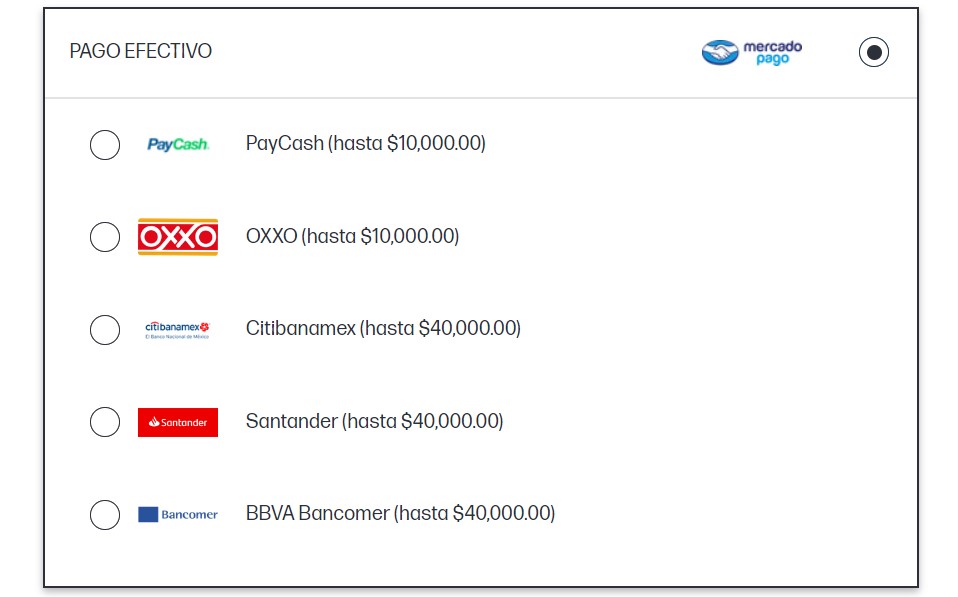 PAGO EFECTIVO
mercado
pago
PayCash
PayCash (hasta $10,000.00)
OXXO
OXXO (hasta $10,000.00)
citibanamex
El Banco Nacional de México
Citibanamex (hasta $40,000.00)
Santander
Santander (hasta $40,000.00)
Bancomer
BBVA Bancomer (hasta $40,000.00)